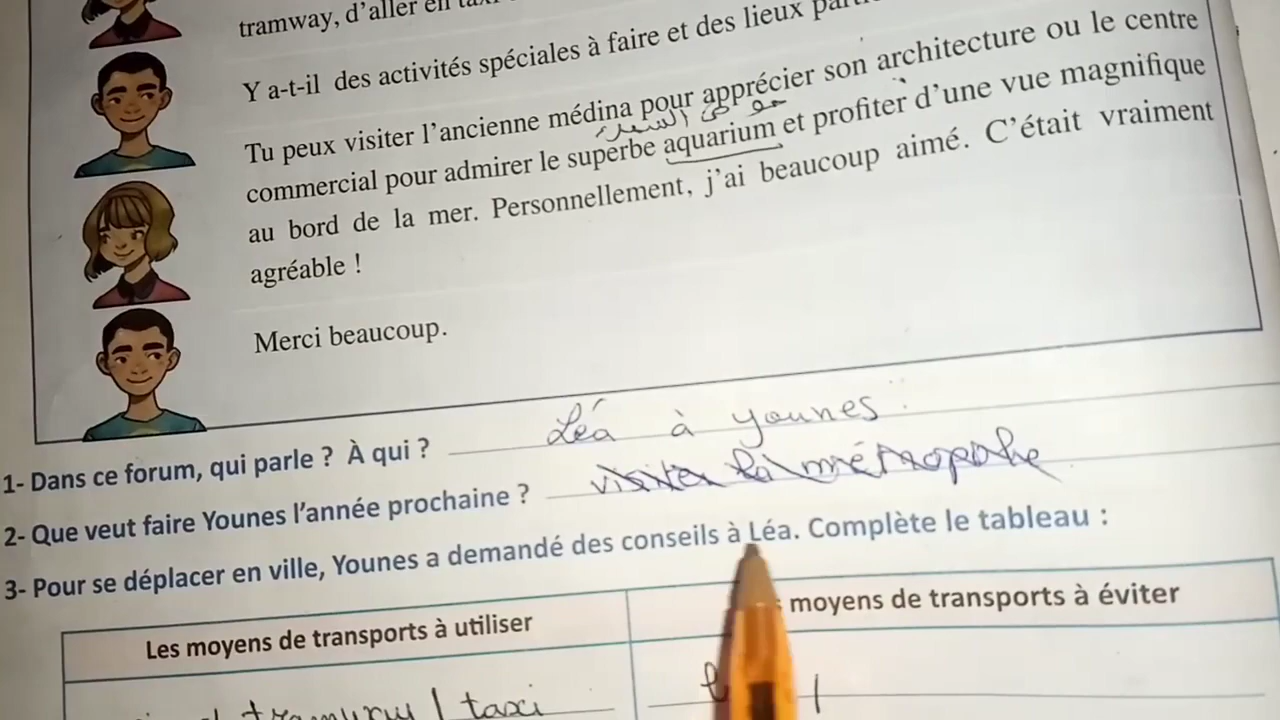 tramway, d'aller en
Y a-t-il des activités spéciales à faire et des lieux
Tu peux visiter l'ancienne médina pour apprécier son architecture ou le centre
commercial pour admirer le superbe aquarium et profiter d'une vue magnifique
au bord de la mer. Personnellement, j'ai beaucoup aimé. C'était vraiment
agréable !
Merci beaucoup.
1- Dans ce forum, qui parle ? À qui ? Léa à younes.
2- Que veut faire Younes l'année prochaine ? visiter la métropole
3- Pour se déplacer en ville, Younes a demandé des conseils à Léa. Complète le tableau :
Les moyens de transports à utiliser
moyens de transports à éviter
taxi